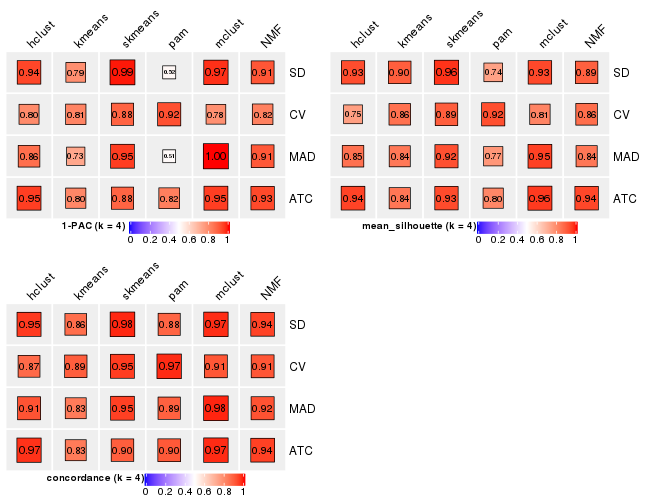 hclust kmeans skmeans pam mclust NMF
0.94 0.79 0.99 0.52 0.97 0.91 SD
0.80 0.81 0.88 0.92 0.78 0.82 CV
0.86 0.73 0.95 0.51 1.00 0.91 MAD
0.95 0.80 0.88 0.82 0.95 0.93 ATC
1-PAC (k = 4)
0 0.2 0.4 0.6 0.8 1
hclust kmeans skmeans pam mclust NMF
0.93 0.90 0.96 0.74 0.93 0.89 SD
0.75 0.86 0.89 0.92 0.81 0.86 CV
0.85 0.84 0.92 0.77 0.95 0.84 MAD
0.94 0.84 0.93 0.80 0.96 0.94 ATC
mean_silhouette (k = 4)
0 0.2 0.4 0.6 0.8 1
hclust kmeans skmeans pam mclust NMF
0.95 0.86 0.98 0.88 0.97 0.94 SD
0.87 0.89 0.95 0.97 0.91 0.91 CV
0.91 0.83 0.95 0.89 0.98 0.92 MAD
0.97 0.83 0.90 0.90 0.97 0.94 ATC
concordance (k = 4)
0 0.2 0.4 0.6 0.8 1